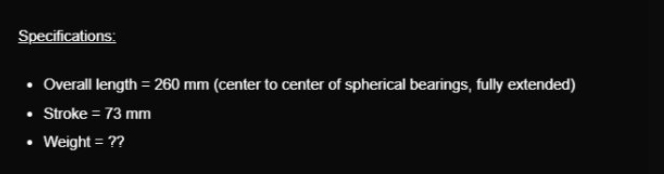 Specifications:
• Overall length = 260 mm (center to center of spherical bearings, fully extended)
• Stroke = 73 mm
• Weight = ??